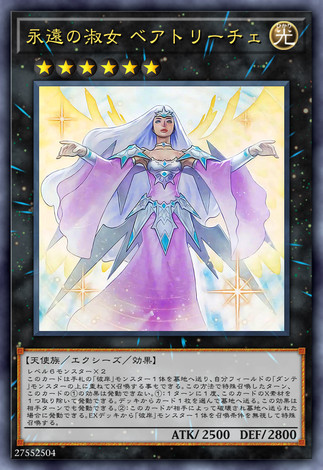 永遠の淑女 ベアトリーチェ
光
[天使族／エクシーズ／効果]
レベル６モンスター×２
このカードは手札の「彼岸」モンスター１体を墓地へ送り、自分フィールドの「ダンテ」モンスターの上に重ねてX召喚する事もできる。この方法で特殊召喚したターン、このカードの①の効果は発動できない。①：１ターンに１度、このカードのX素材を１つ取り除いて発動できる。デッキからカード１枚を選んで墓地へ送る。この効果は相手ターンでも発動できる。②：このカードが相手によって破壊され墓地へ送られた場合に発動できる。EXデッキから「彼岸」モンスター１体を召喚条件を無視して特殊召喚する。
ATK/ 2500 DEF/ 2800
27552504